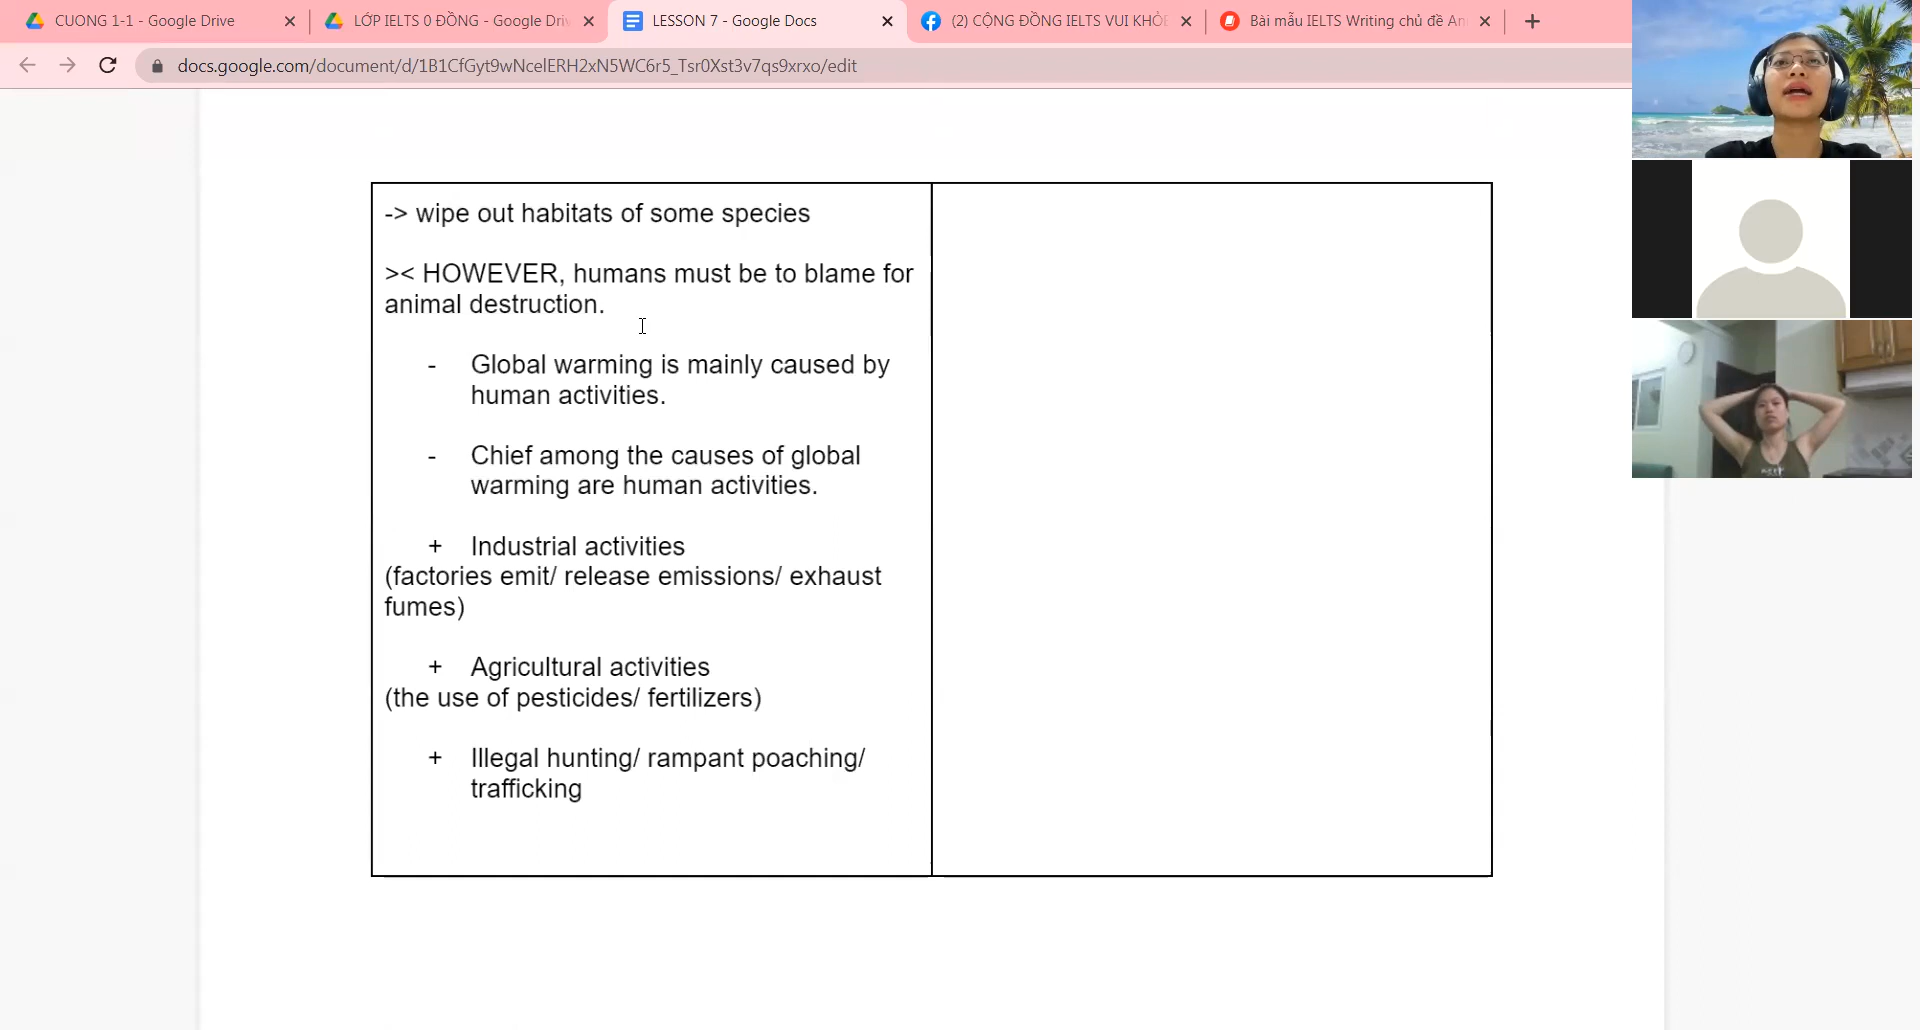 CUONG 1-1 - Google Drive
LỚP IELTS 0 ĐỒNG - Google Dri
LESSON 7 - Google Docs
(2) CỘNG ĐỒNG IELTS VUI KHỎE
Bài mẫu IELTS Writing chủ đề An
docs.google.com/document/d/1B1CfGyt9wNcelERH2xN5WC6r5_Tsr0Xst3v7qs9xrxo/edit
-> wipe out habitats of some species
>< HOWEVER, humans must be to blame for
animal destruction.
- Global warming is mainly caused by
human activities.
- Chief among the causes of global
warming are human activities.
+ Industrial activities
(factories emit/ release emissions/ exhaust
fumes)
+ Agricultural activities
(the use of pesticides/ fertilizers)
+ Illegal hunting/ rampant poaching/
trafficking